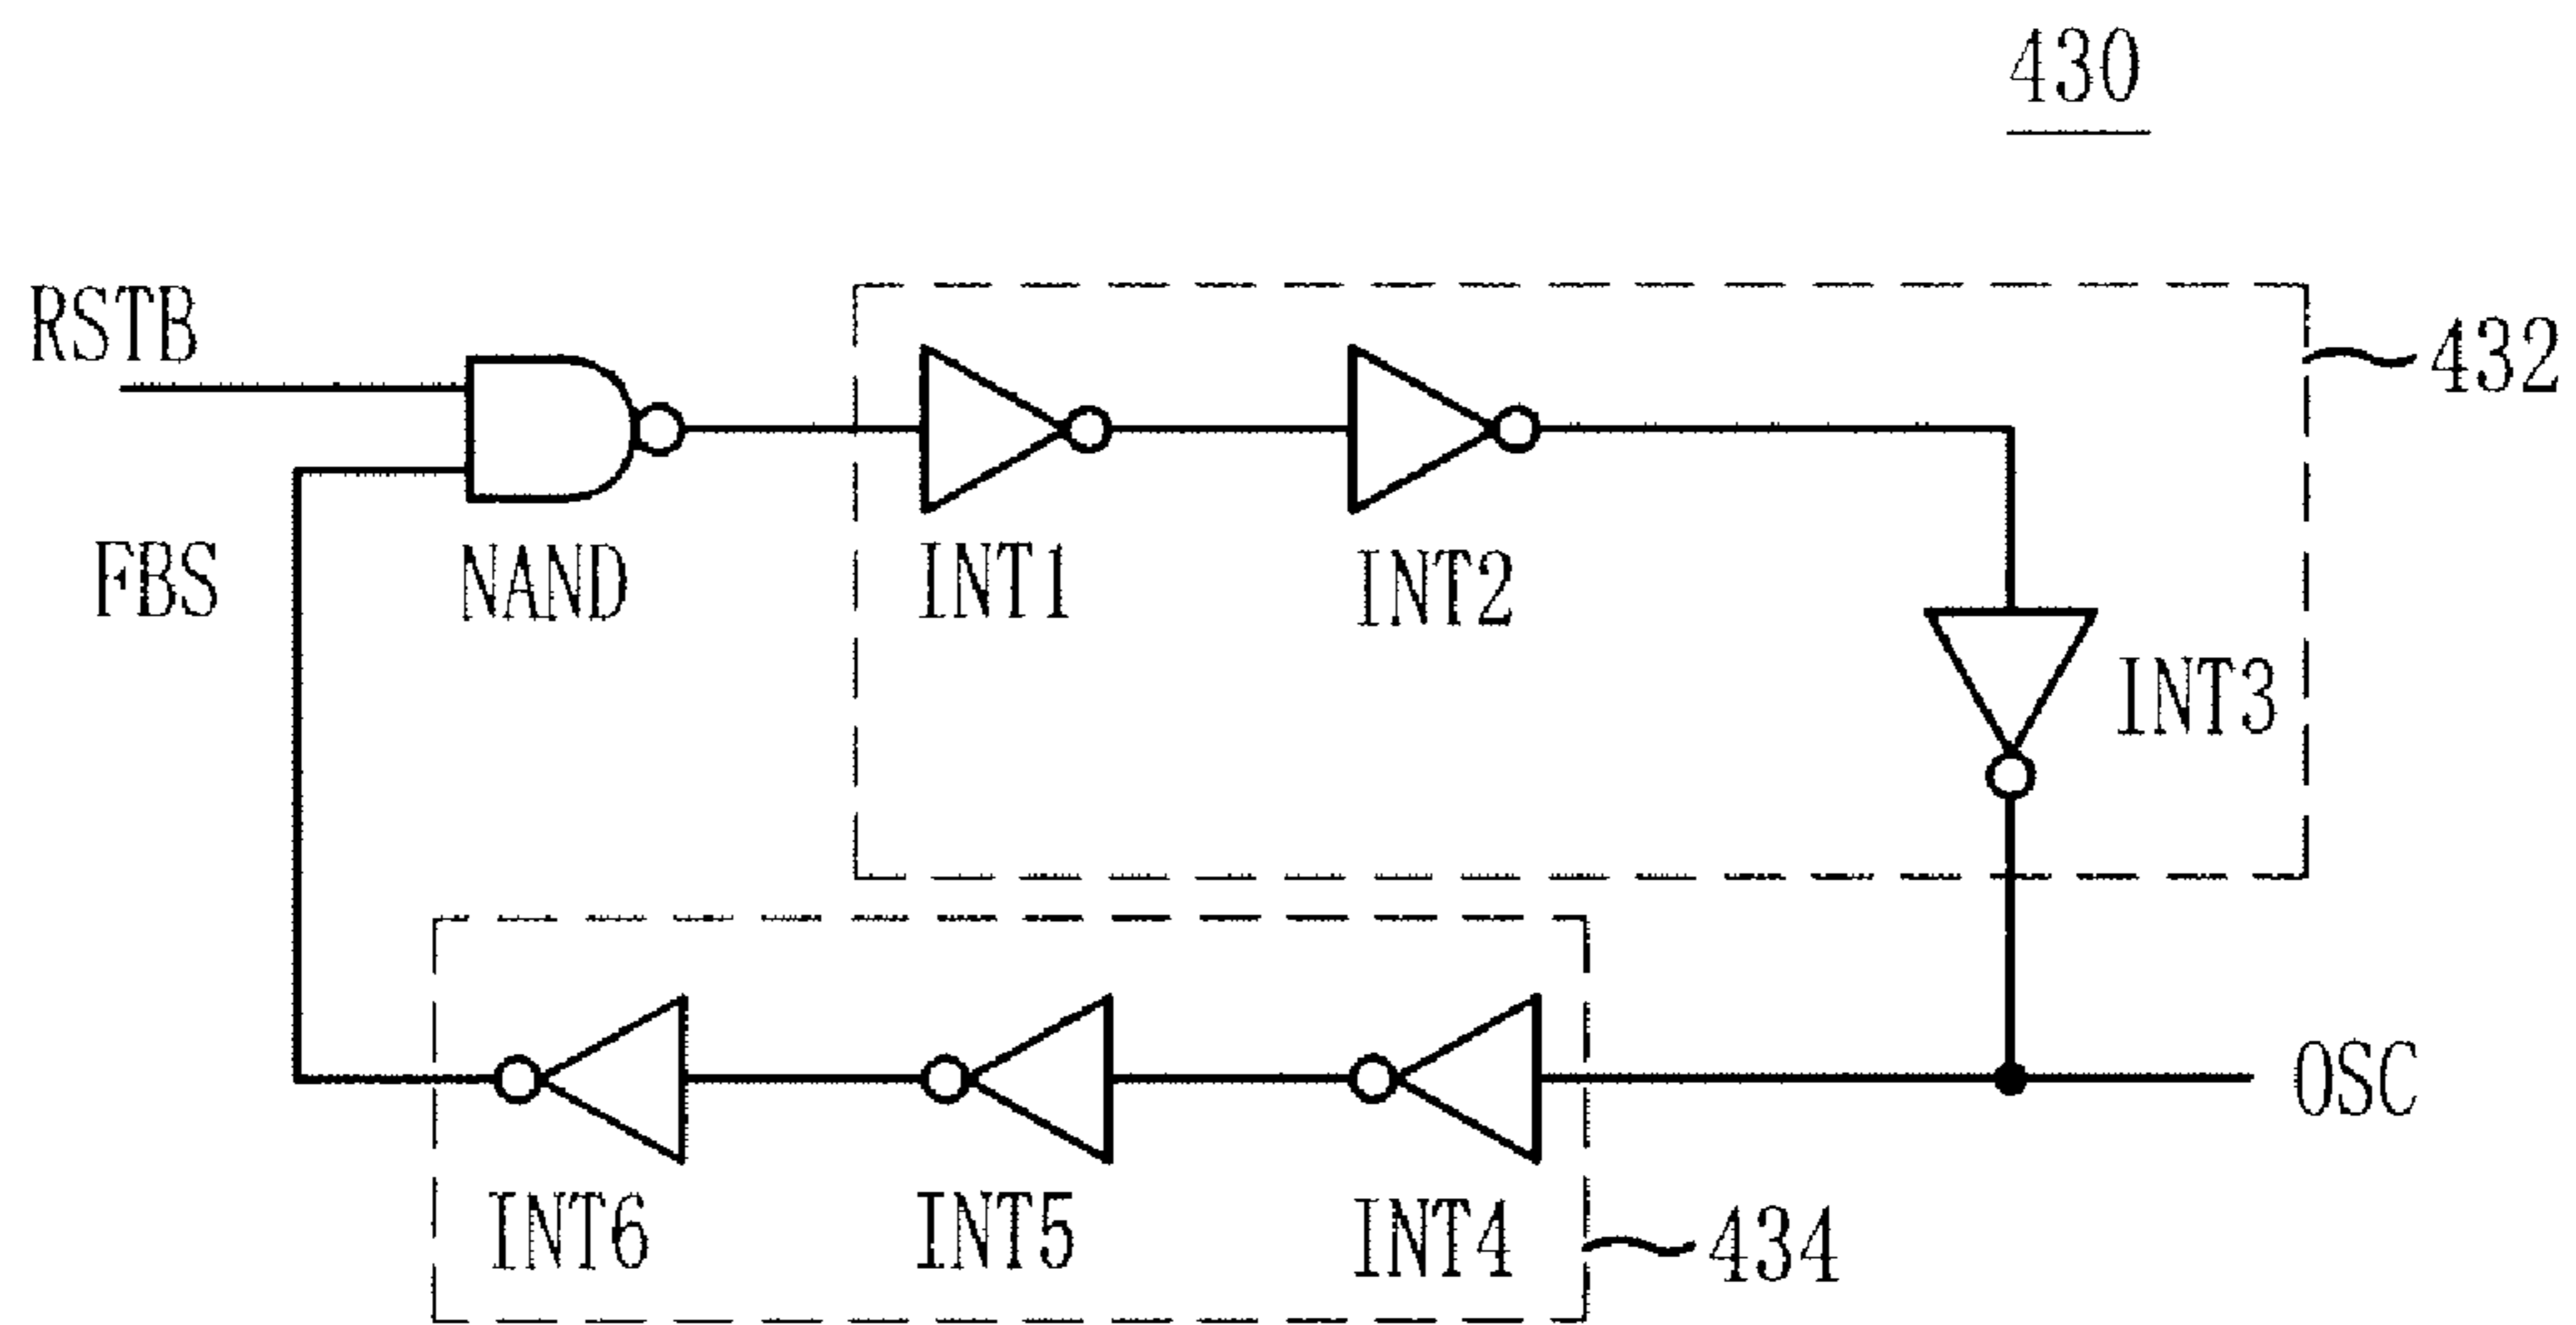 430
RSTB
432
FBS
NAND
INT1
INT2
INT3
OSC
INT6
INT5
INT4
434